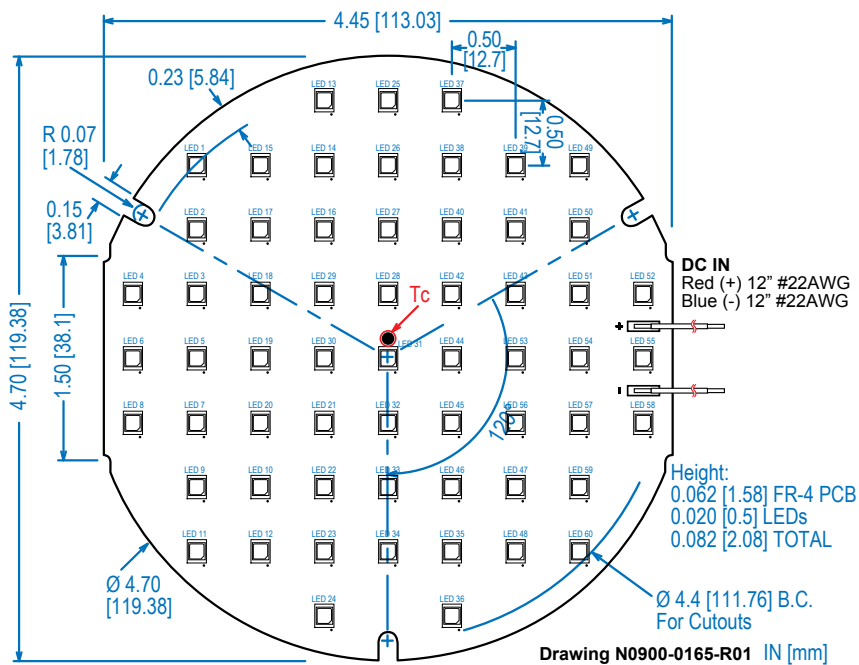 4.45 [113.03]
0.50
[12.7]
0.23 [5.84]
LED 13 LED 25 LED 37
0.50
[12.7]
R 0.07
[1.78]
LED 1 LED 15 LED 14 LED 26 LED 38 LED 39 LED 49
0.15
[3.81]
LED 2 LED 17 LED 16 LED 27 LED 40 LED 41 LED 50
DC IN
Red (+) 12” #22AWG
Blue (-) 12” #22AWG
LED 4 LED 3 LED 18 LED 29 LED 28 LED 42 LED 43 LED 51 LED 52
Tc
+
4.70 [119.38]
1.50 [38.1]
LED 6 LED 5 LED 19 LED 30 LED 31 LED 44 LED 53 LED 54 LED 55
-
LED 8 LED 7 LED 20 LED 21 LED 32 LED 45 LED 56 LED 57 LED 58
120°
LED 9 LED 10 LED 22 LED 33 LED 46 LED 47 LED 59
Height:
0.062 [1.58] FR-4 PCB
0.020 [0.5] LEDs
0.082 [2.08] TOTAL
LED 11 LED 12 LED 23 LED 34 LED 35 LED 48 LED 60
Ø 4.70
[119.38]
LED 24 LED 36
Ø 4.4 [111.76] B.C.
For Cutouts
Drawing N0900-0165-R01 IN [mm]